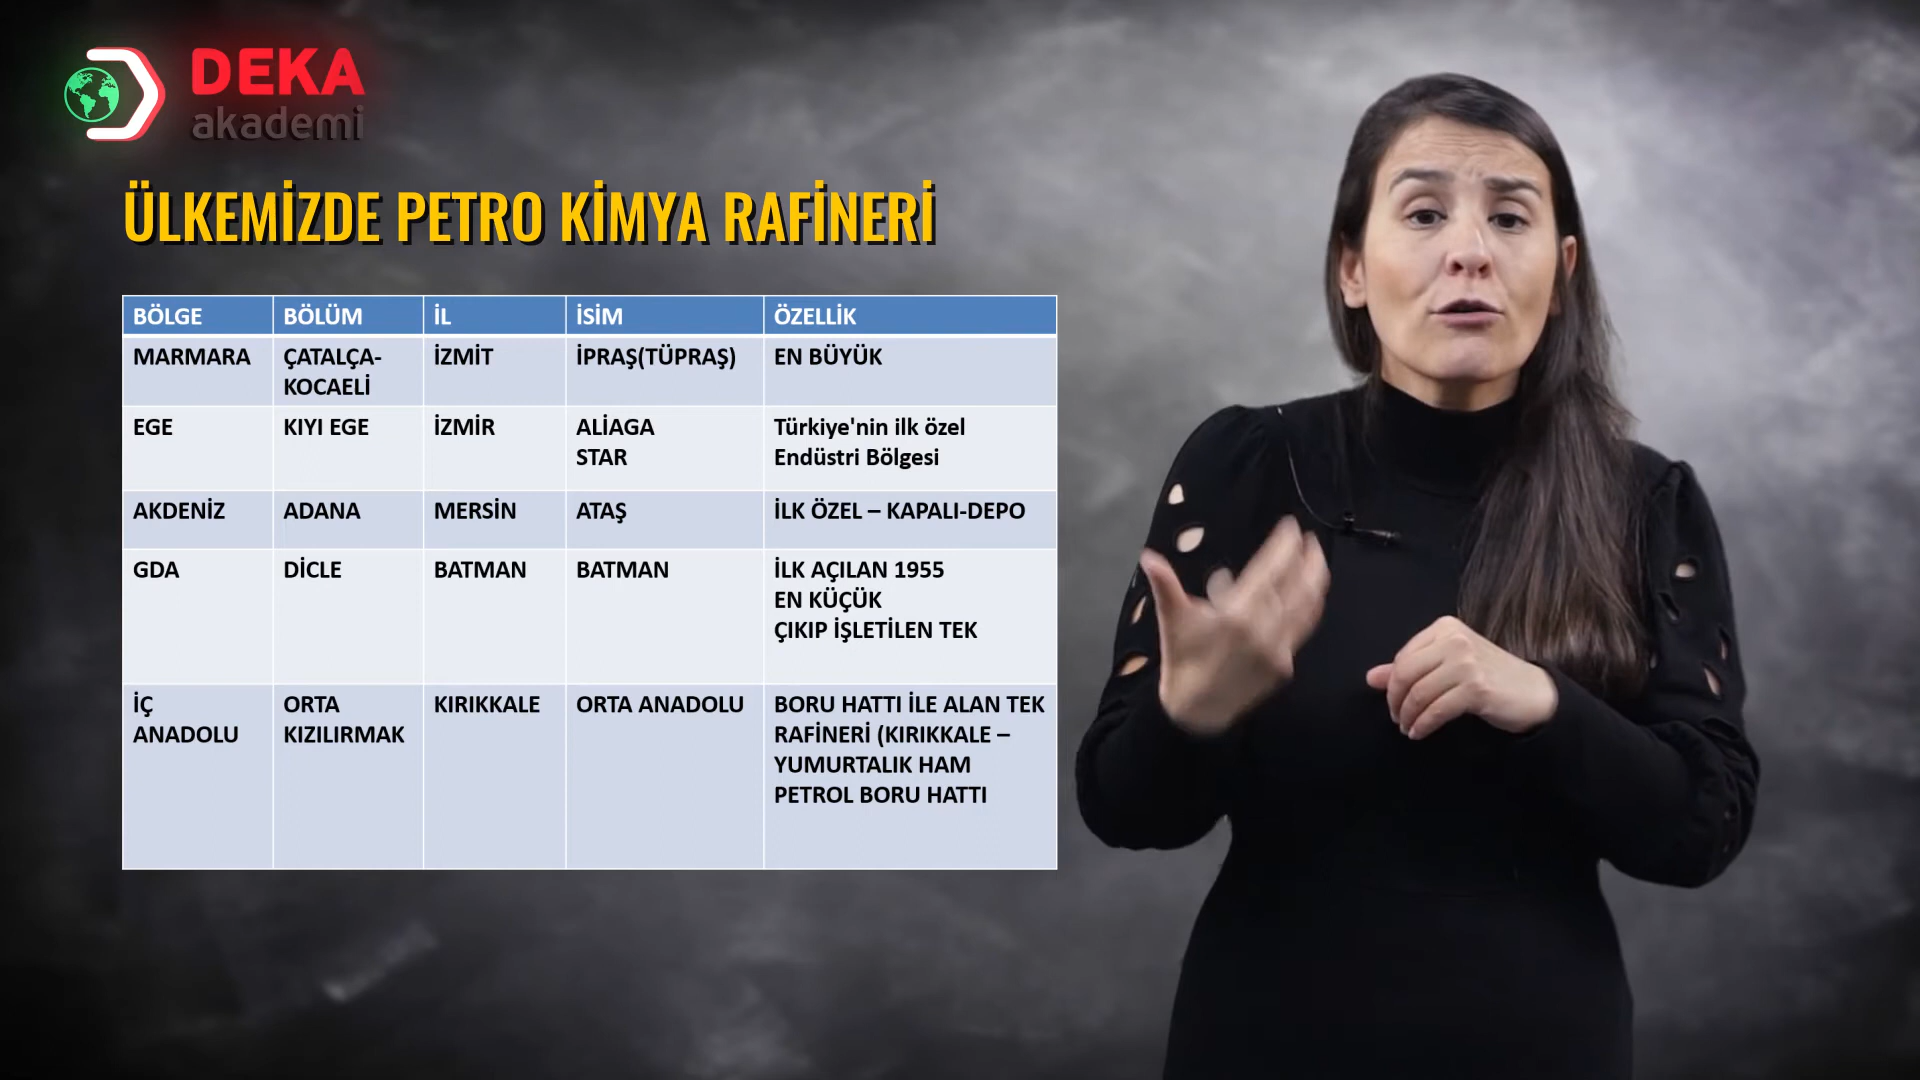 DEKA
akademi
ÜLKEMİZDE PETRO KİMYA RAFİNERİ
BÖLGE BÖLÜM İL İSİM ÖZELLİK
MARMARA ÇATALÇA- İZMİT İPRAŞ(TÜPRAŞ) EN BÜYÜK
KOCAELİ
EGE KIYI EGE İZMİR ALİAGA Türkiye'nin ilk özel
STAR Endüstri Bölgesi
AKDENİZ ADANA MERSİN ATAŞ İLK ÖZEL – KAPALI-DEPO
GDA DİCLE BATMAN BATMAN İLK AÇILAN 1955
EN KÜÇÜK
ÇIKIP İŞLETİLEN TEK
İÇ ORTA KIRIKKALE ORTA ANADOLU BORU HATTI İLE ALAN TEK
ANADOLU KIZILIRMAK RAFİNERİ (KIRIKKALE –
YUMURTALIK HAM
PETROL BORU HATTI